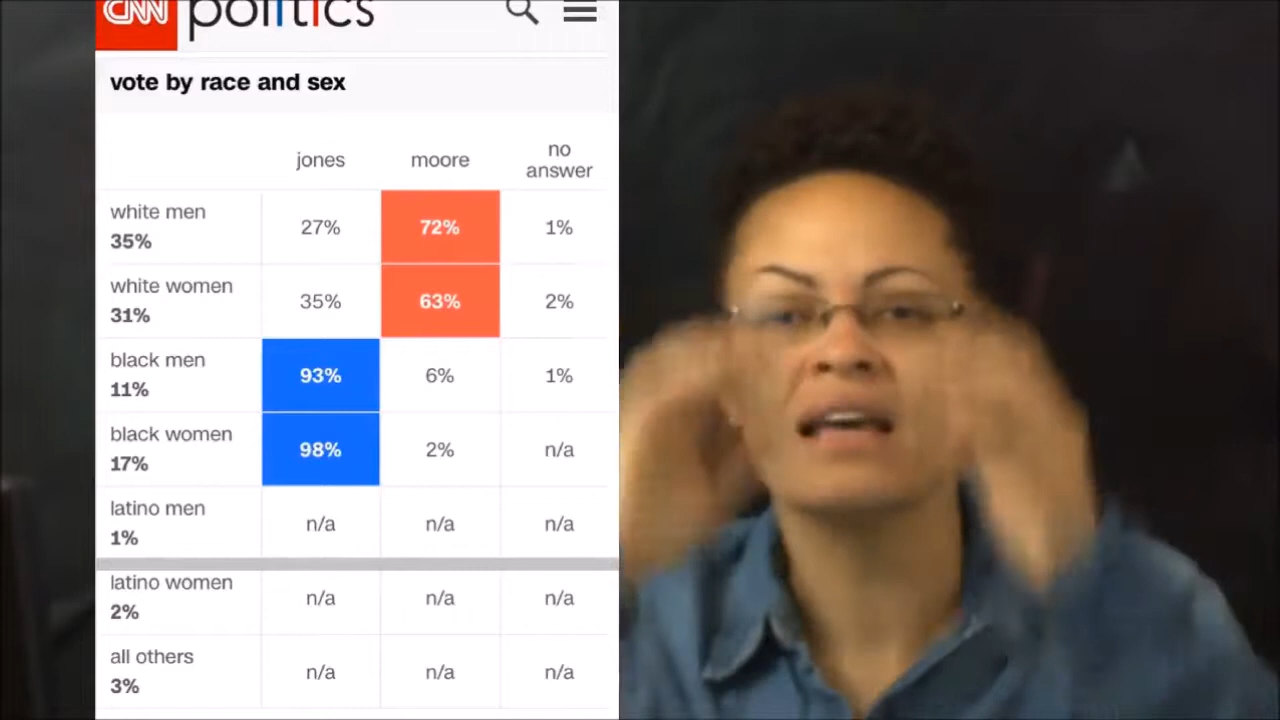 CNN politics
vote by race and sex
jones moore no answer
white men 27% 72% 1%
35%
white women 35% 63% 2%
31%
black men 93% 6% 1%
11%
black women 98% 2% n/a
17%
latino men n/a n/a n/a
1%
latino women n/a n/a n/a
2%
all others n/a n/a n/a
3%